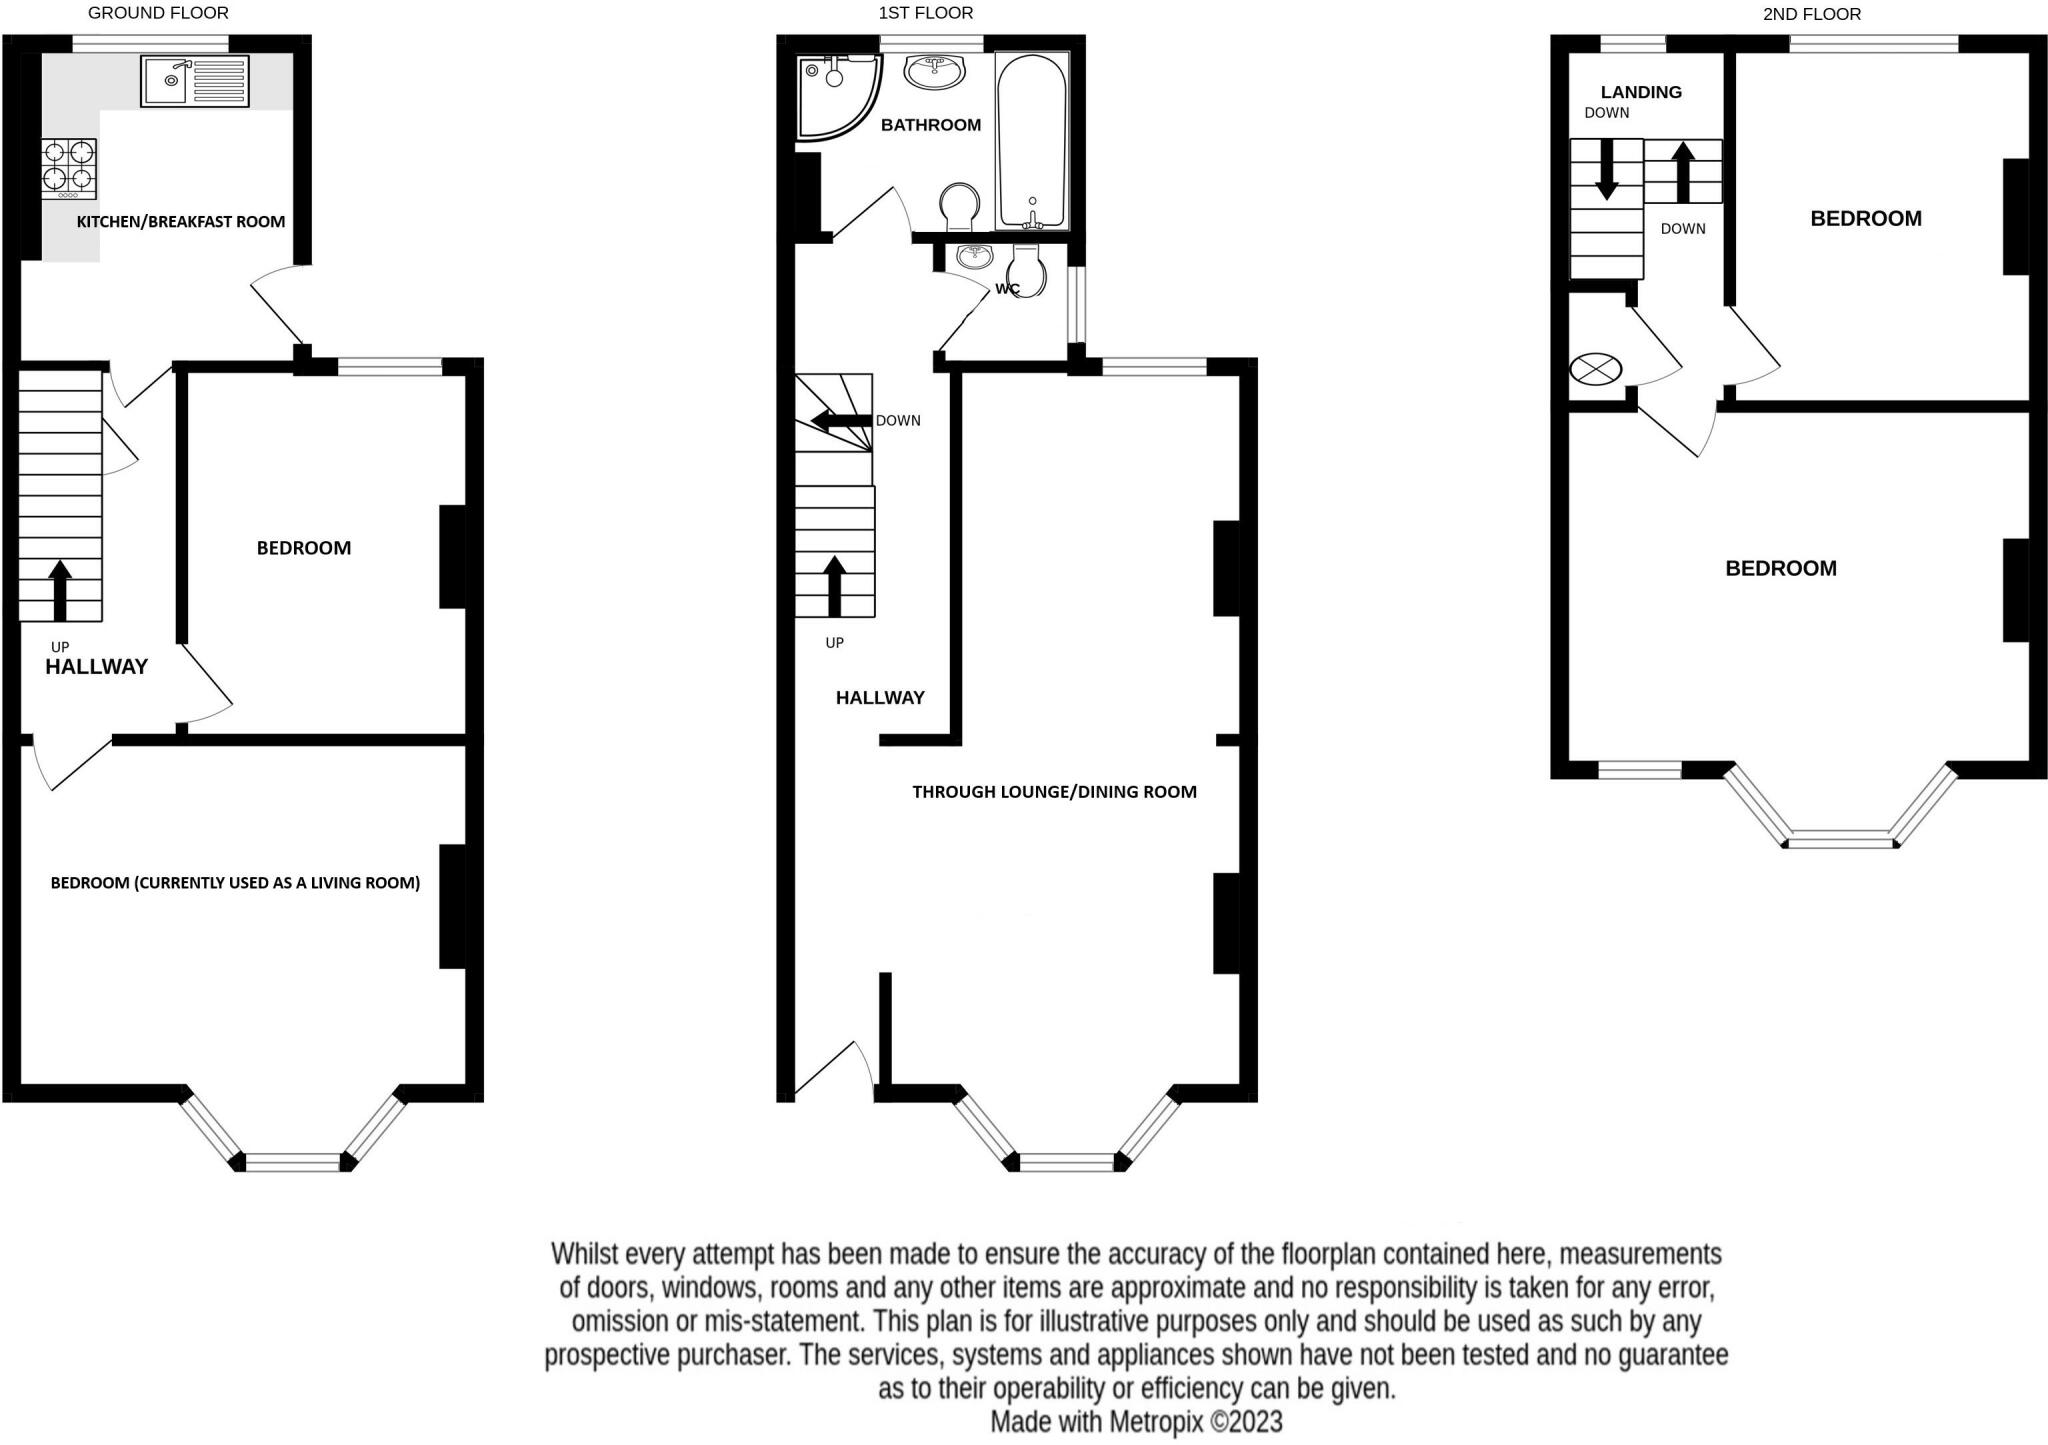 GROUND FLOOR
KITCHEN/BREAKFAST ROOM
BEDROOM
UP
HALLWAY
BEDROOM (CURRENTLY USED AS A LIVING ROOM)
1ST FLOOR
BATHROOM
WC
DOWN
UP
HALLWAY
THROUGH LOUNGE/DINING ROOM
2ND FLOOR
LANDING
DOWN
DOWN
BEDROOM
BEDROOM
Whilst every attempt has been made to ensure the accuracy of the floorplan contained here, measurements
of doors, windows, rooms and any other items are approximate and no responsibility is taken for any error,
omission or mis-statement. This plan is for illustrative purposes only and should be used as such by any
prospective purchaser. The services, systems and appliances shown have not been tested and no guarantee
as to their operability or efficiency can be given.
Made with Metropix ©2023